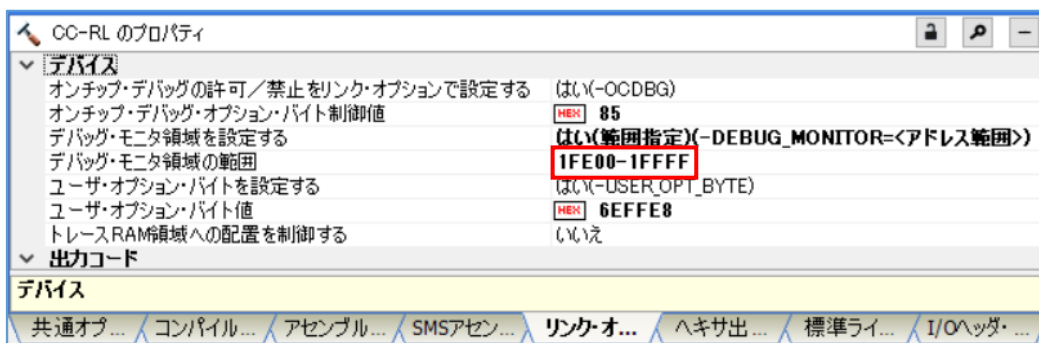 CC-RL のプロパティ
デバイス
オンチップ・デバッグの許可／禁止をリンク・オプションで設定する はい(-OCDBG)
オンチップ・デバッグ・オプション・バイト制御値 HEX 85
デバッグ・モニタ領域を設定する はい(範囲指定)(-DEBUG_MONITOR=<アドレス範囲>)
デバッグ・モニタ領域の範囲 1FE00-1FFFF
ユーザ・オプション・バイトを設定する はい(-USER_OPT_BYTE)
ユーザ・オプション・バイト値 HEX 6EFFE8
トレースRAM領域への配置を制御する いいえ
出力コード
デバイス
共通オプ... コンパイル... アセンブル... SMSアセン... リンク・オ... ヘキサ出... 標準ライ... I/Oヘッダ・...